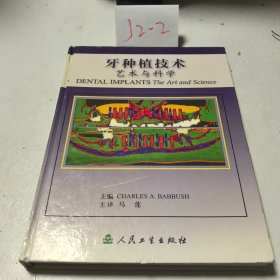 J2-2
牙种植技术
艺术与科学
DENTAL IMPLANTS The Art and Science
主编 CHARLES A. BABBUSH
主译 马 莲
人民卫生出版社